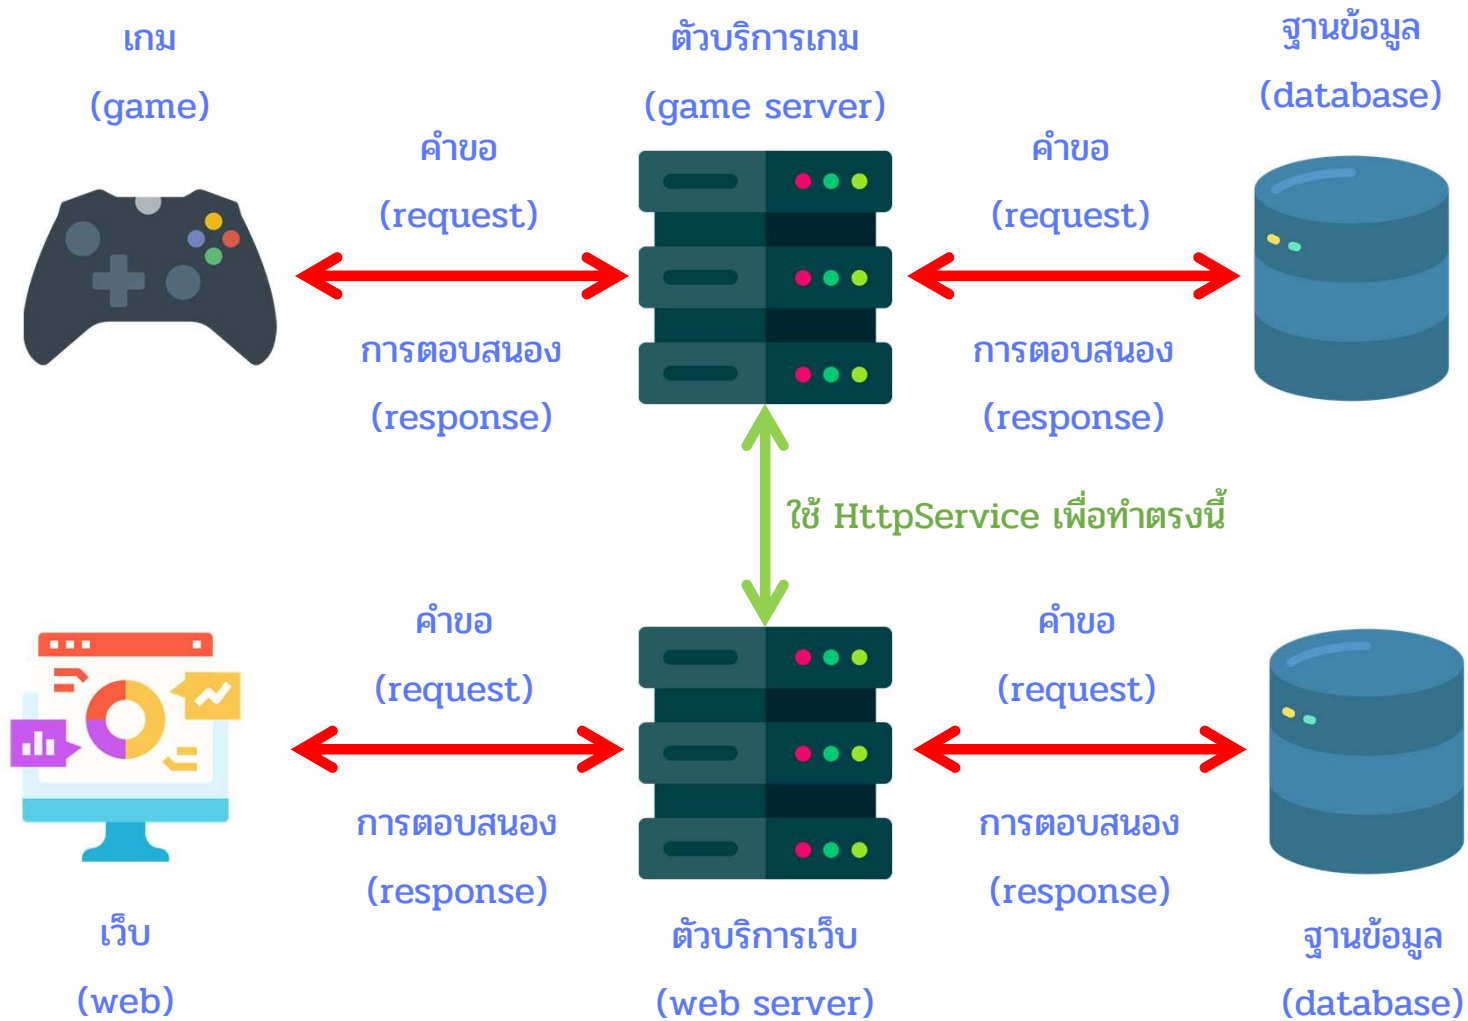 เกม
(game)
ตัวบริการเกม
(game server)
ฐานข้อมูล
(database)
คำขอ
(request)
การตอบสนอง
(response)
คำขอ
(request)
การตอบสนอง
(response)
ใช้ HttpService เพื่อทำตรงนี้
คำขอ
(request)
การตอบสนอง
(response)
คำขอ
(request)
การตอบสนอง
(response)
เว็บ
(web)
ตัวบริการเว็บ
(web server)
ฐานข้อมูล
(database)